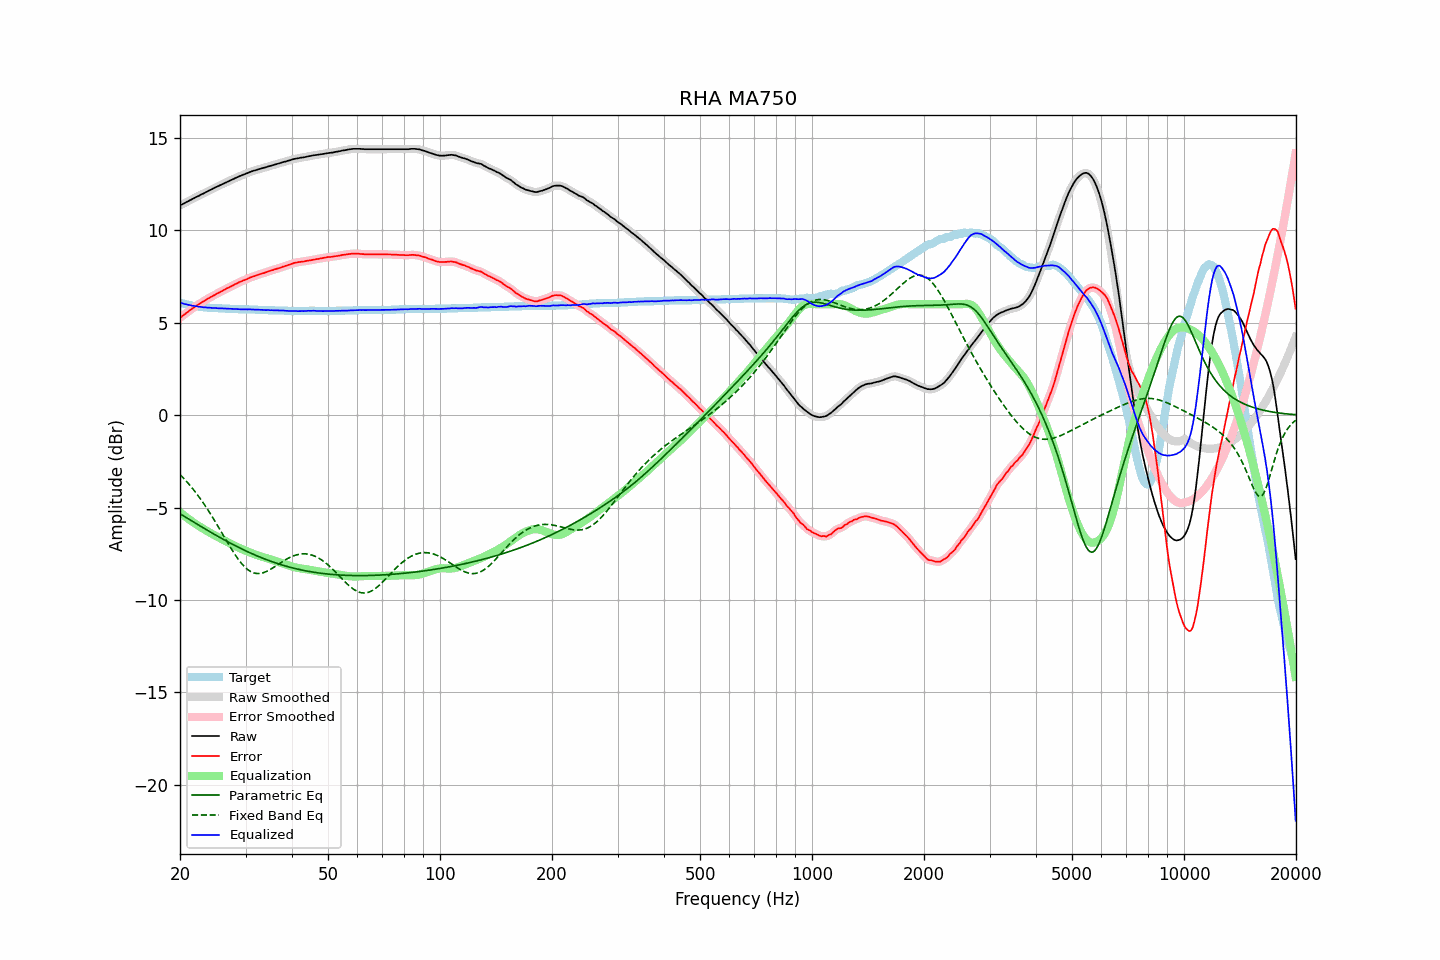 RHA MA750
15
10
5
0
−5
−10
−15
−20
Amplitude (dBr)
Target
Raw Smoothed
Error Smoothed
Raw
Error
Equalization
Parametric Eq
Fixed Band Eq
Equalized
20 50 100 200 500 1000 2000 5000 10000 20000
Frequency (Hz)